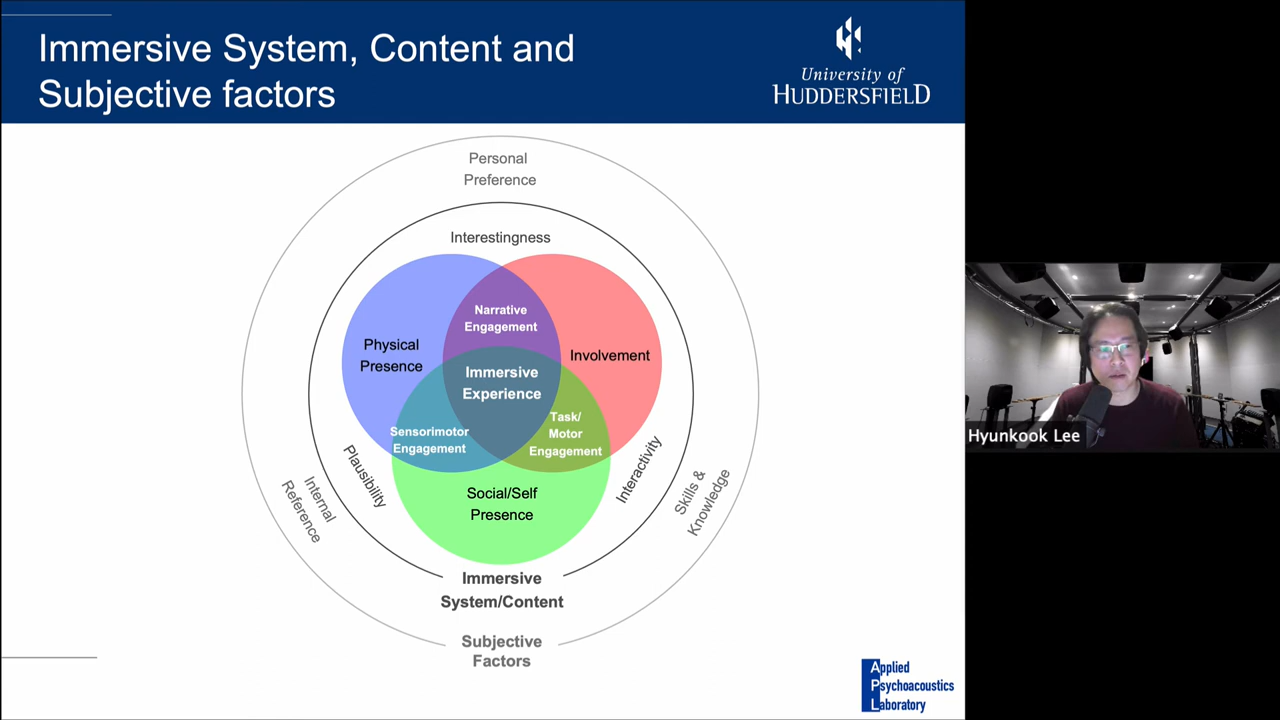 Immersive System, Content and
Subjective factors
University of
HUDDERSFIELD
Personal
Preference
Interestingness
Narrative
Engagement
Physical
Presence
Involvement
Immersive
Experience
Task/
Motor
Engagement
Sensorimotor
Engagement
Plausibility
Interactivity
Internal
Reference
Skills &
Knowledge
Social/Self
Presence
Immersive
System/Content
Subjective
Factors
Hyunkook Lee
Applied
Psychoacoustics
Laboratory